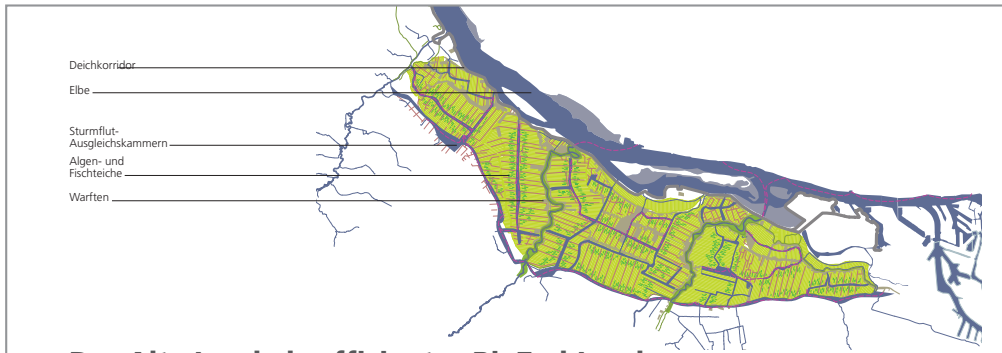 Deichkorridor
Elbe
Sturmflut-
Ausgleichskammern
Algen- und
Fischteiche
Warften